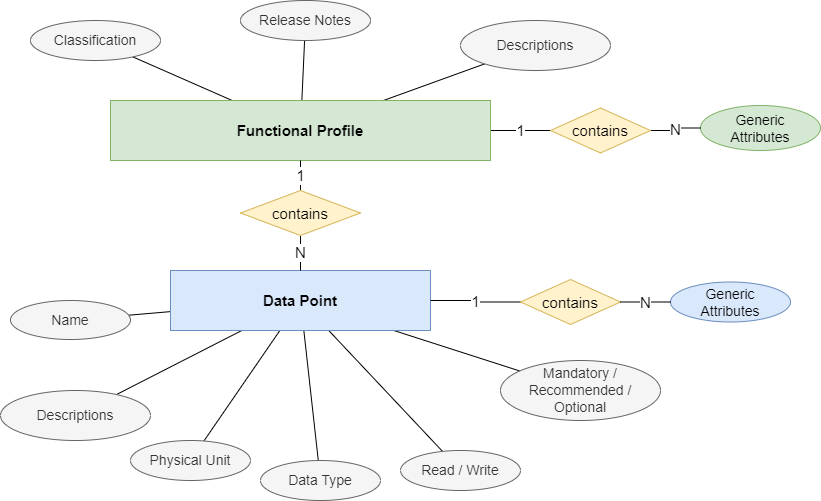 Release Notes
Classification
Descriptions
Functional Profile
1
contains
N
Generic
Attributes
1
contains
N
Data Point
1
contains
N
Generic
Attributes
Name
Mandatory /
Recommended /
Optional
Descriptions
Physical Unit
Data Type
Read / Write